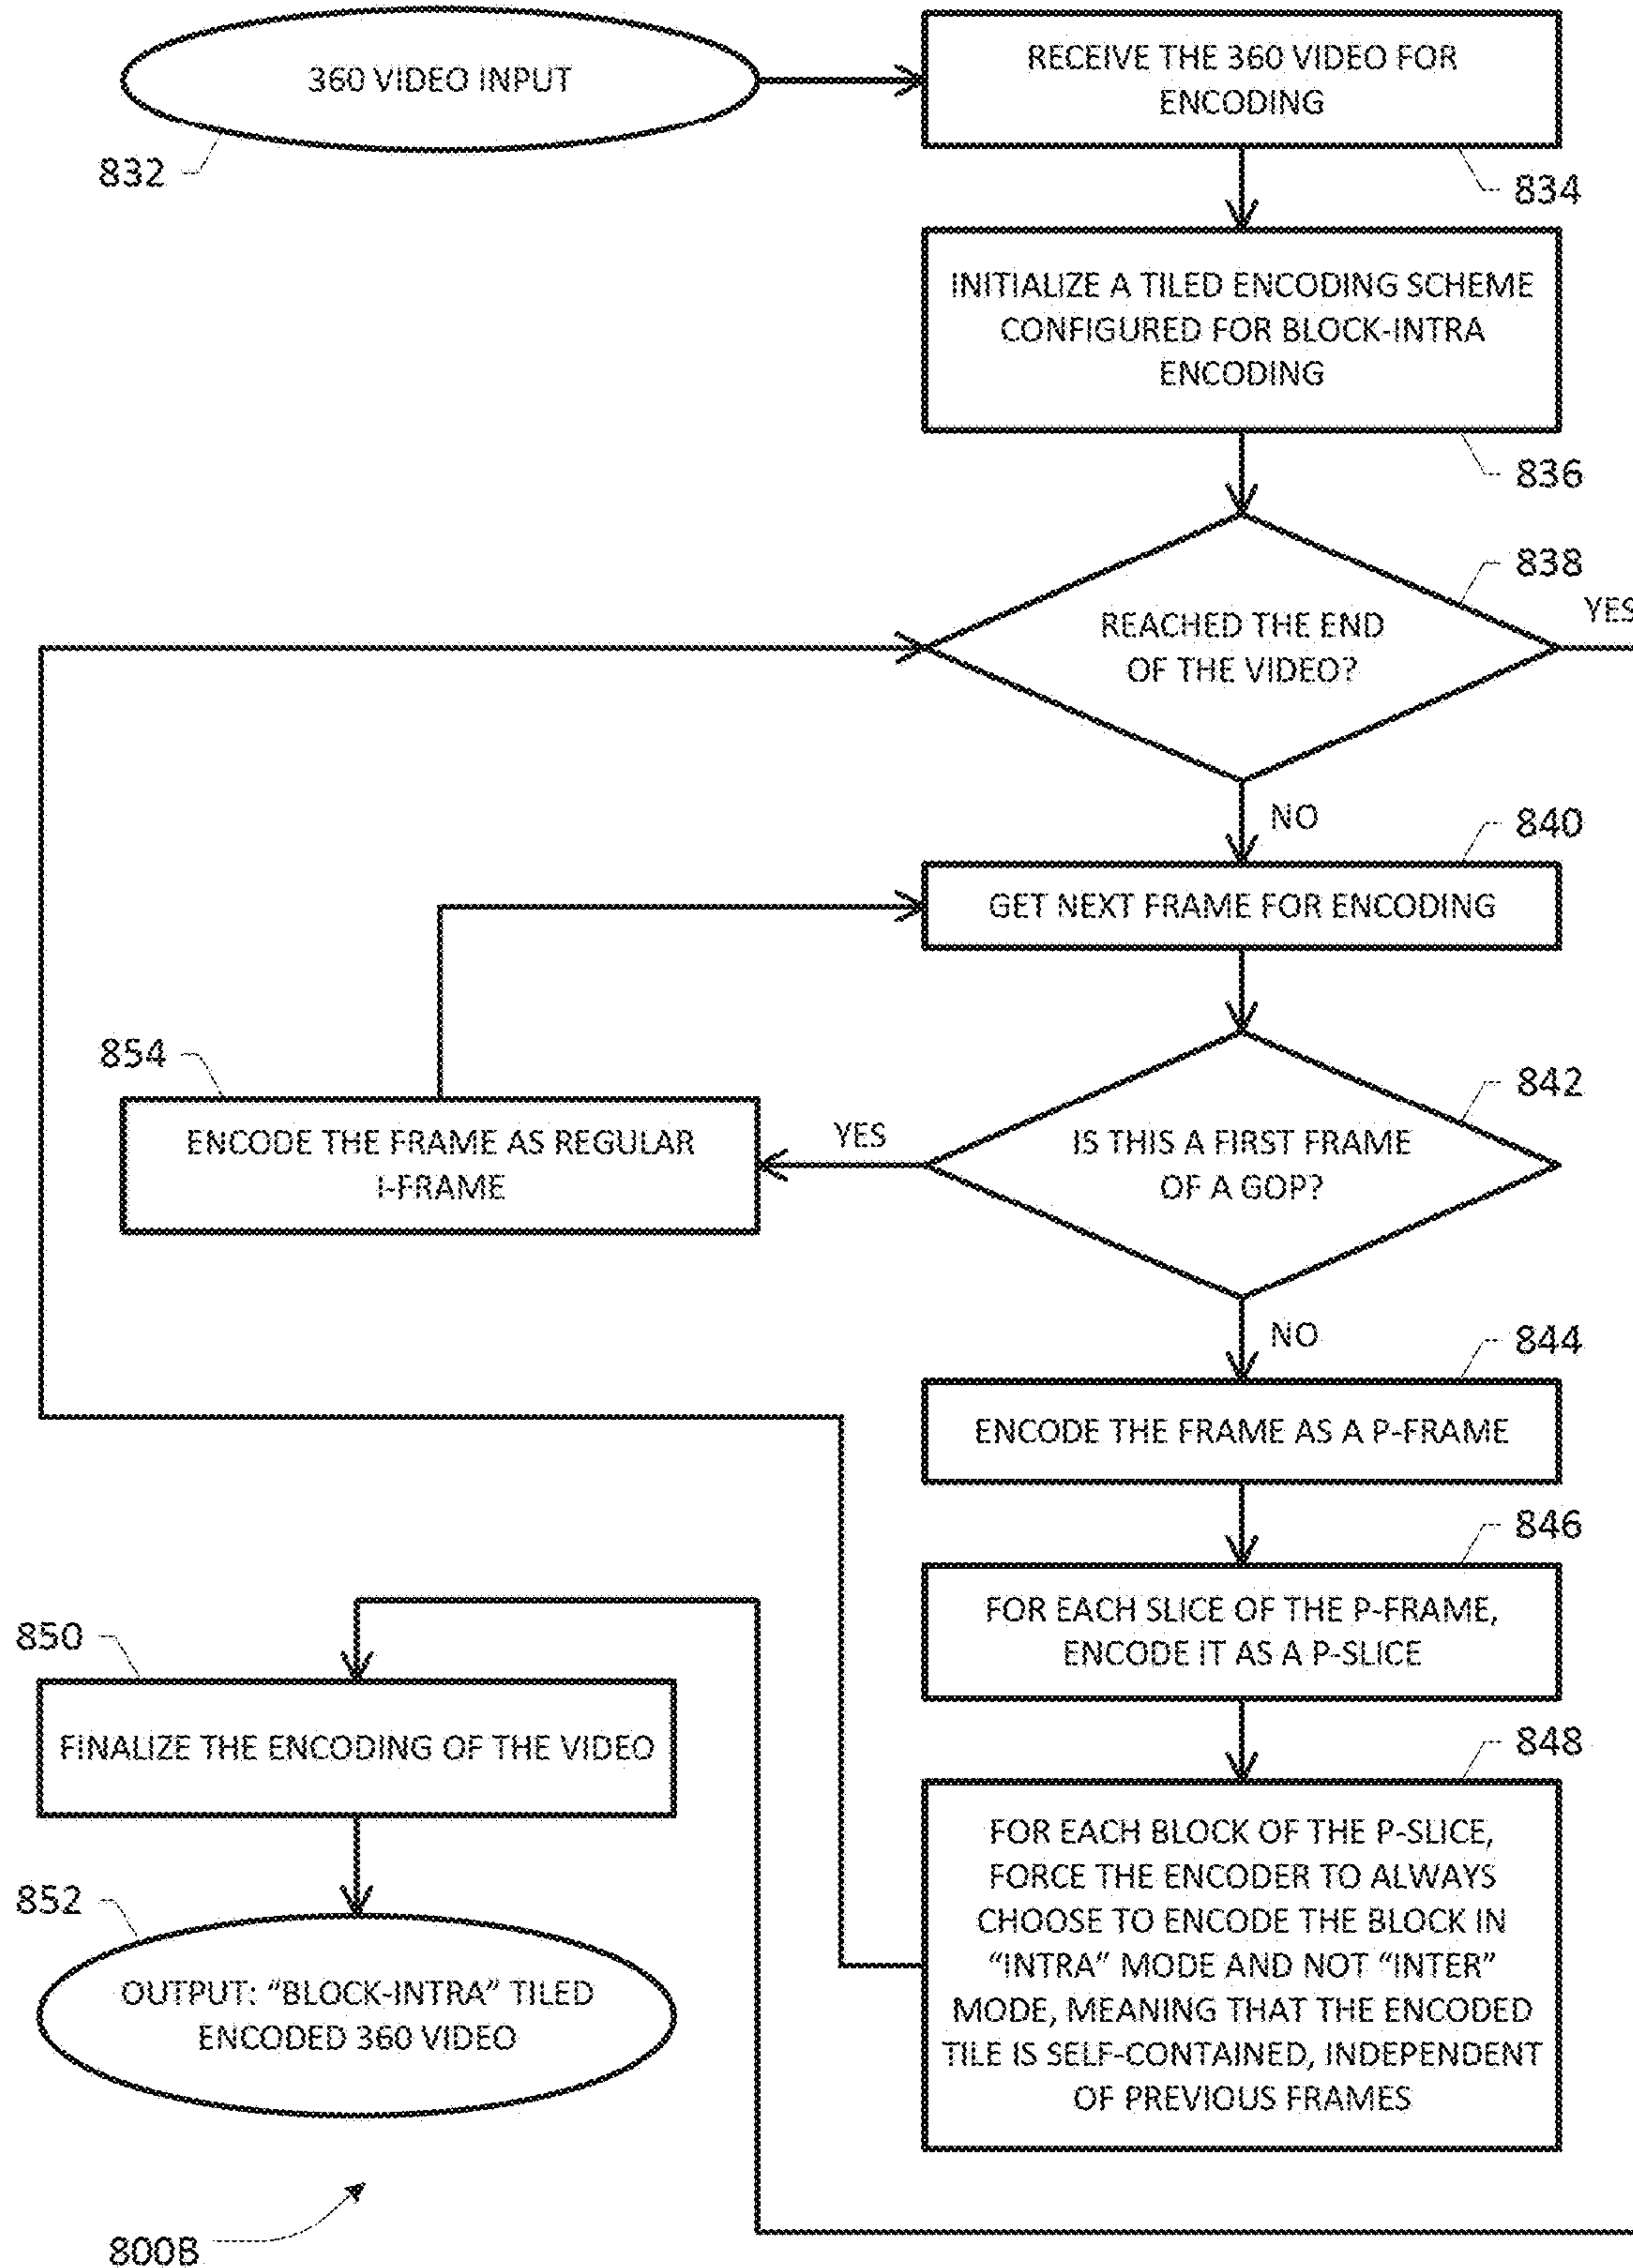 360 VIDEO INPUT
832
RECEIVE THE 360 VIDEO FOR
ENCODING
834
INITIALIZE A TILED ENCODING SCHEME
CONFIGURED FOR BLOCK-INTRA
ENCODING
836
838
REACHED THE END
OF THE VIDEO?
YES
NO
840
GET NEXT FRAME FOR ENCODING
842
IS THIS A FIRST FRAME
OF A GOP?
YES
854
ENCODE THE FRAME AS REGULAR
I-FRAME
NO
844
ENCODE THE FRAME AS A P-FRAME
846
FOR EACH SLICE OF THE P-FRAME,
ENCODE IT AS A P-SLICE
848
FOR EACH BLOCK OF THE P-SLICE,
FORCE THE ENCODER TO ALWAYS
CHOOSE TO ENCODE THE BLOCK IN
“INTRA” MODE AND NOT “INTER”
MODE, MEANING THAT THE ENCODED
TILE IS SELF-CONTAINED, INDEPENDENT
OF PREVIOUS FRAMES
850
FINALIZE THE ENCODING OF THE VIDEO
852
OUTPUT: “BLOCK-INTRA” TILED
ENCODED 360 VIDEO
800B